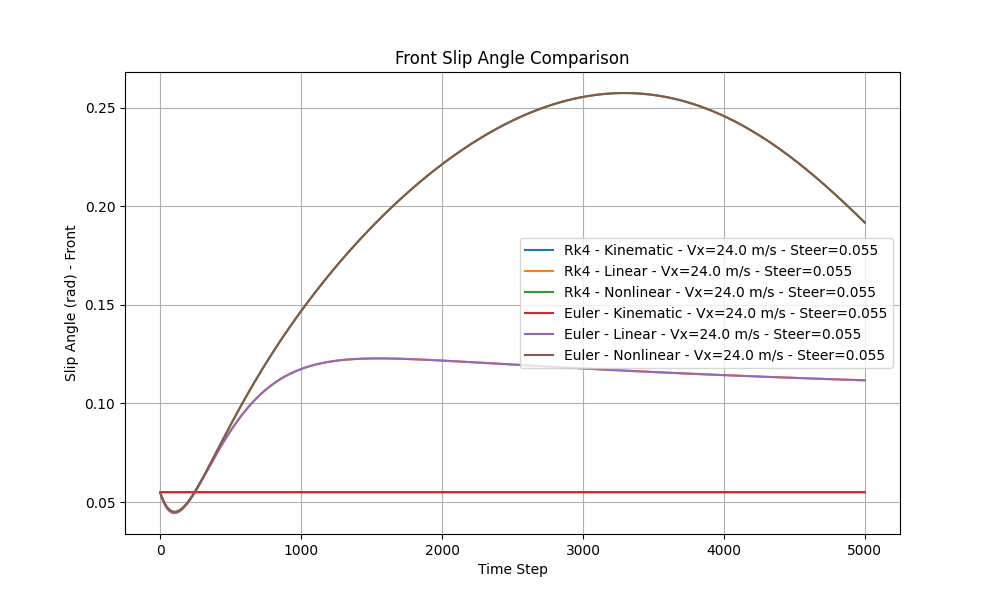 Front Slip Angle Comparison
Slip Angle (rad) - Front
0.25
0.20
0.15
0.10
0.05
Rk4 - Kinematic - Vx=24.0 m/s - Steer=0.055
Rk4 - Linear - Vx=24.0 m/s - Steer=0.055
Rk4 - Nonlinear - Vx=24.0 m/s - Steer=0.055
Euler - Kinematic - Vx=24.0 m/s - Steer=0.055
Euler - Linear - Vx=24.0 m/s - Steer=0.055
Euler - Nonlinear - Vx=24.0 m/s - Steer=0.055
0 1000 2000 3000 4000 5000
Time Step